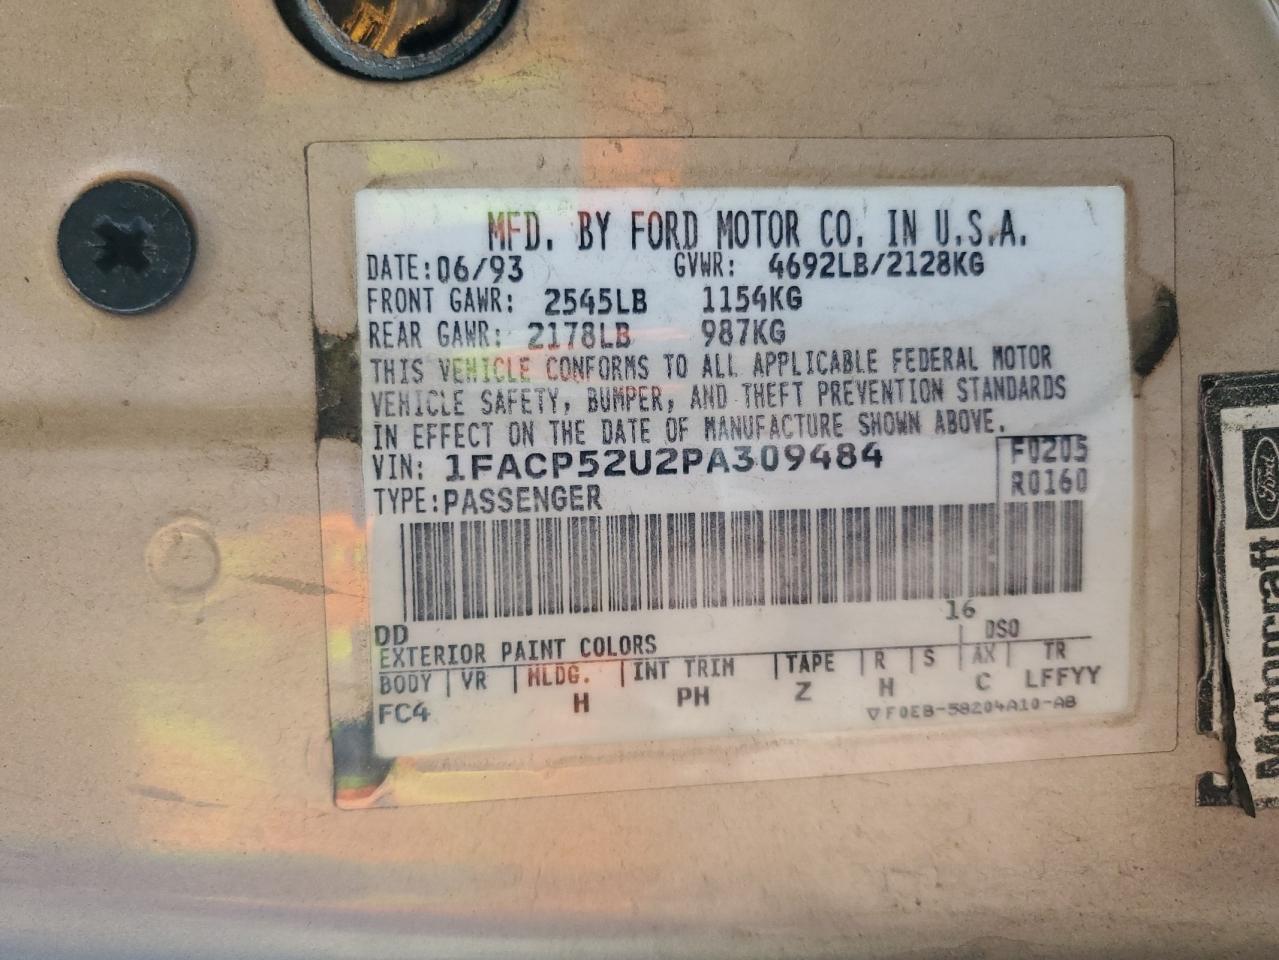 MFD. BY FORD MOTOR CO. IN U.S.A.
DATE: 06/93 GVWR: 4692LB/2128KG
FRONT GAWR: 2545LB 1154KG
REAR GAWR: 2178LB 987KG
THIS VEHICLE CONFORMS TO ALL APPLICABLE FEDERAL MOTOR
VEHICLE SAFETY, BUMPER, AND THEFT PREVENTION STANDARDS
IN EFFECT ON THE DATE OF MANUFACTURE SHOWN ABOVE.
VIN: 1FACP52U2PA309484 F0205
TYPE: PASSENGER R0160
16
DD DSO
EXTERIOR PAINT COLORS
BODY VR MLDG. INT TRIM TAPE R S AX TR
FC4 H PH Z H C LFFYY
▽F0EB-58204A10-AB
Ford
Motorcraft